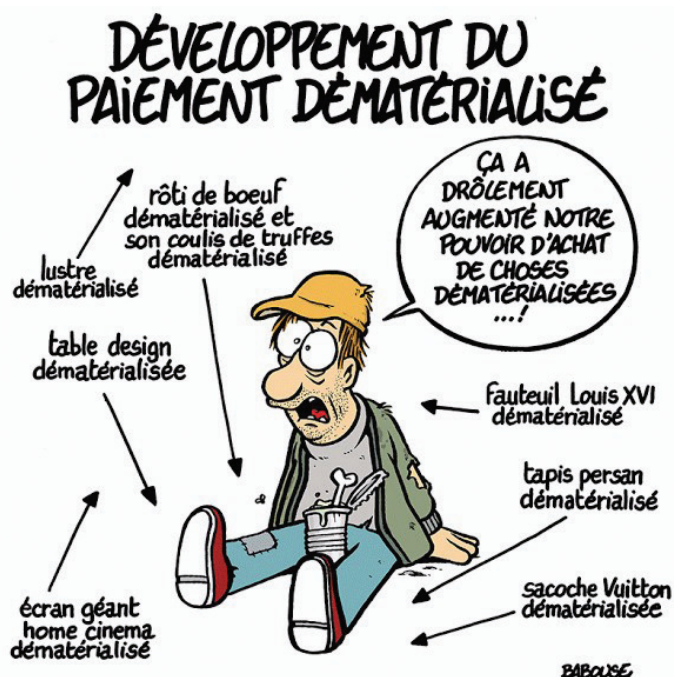 DÉVELOPPEMENT DU
PAIEMENT DÉMATÉRIALISÉ
ÇA A
DRÔLEMENT
AUGMENTÉ NOTRE
POUVOIR D'ACHAT
DE CHOSES
DÉMATÉRIALISÉES
...!
rôti de boeuf
dématérialisé et
son coulis de truffes
dématérialisé
lustre
dématérialisé
table design
dématérialisée
fauteuil Louis XVI
dématérialisé
tapis persan
dématérialisé
écran géant
home cinema
dématérialisé
sacoche Vuitton
dématérialisée
BABOUSE